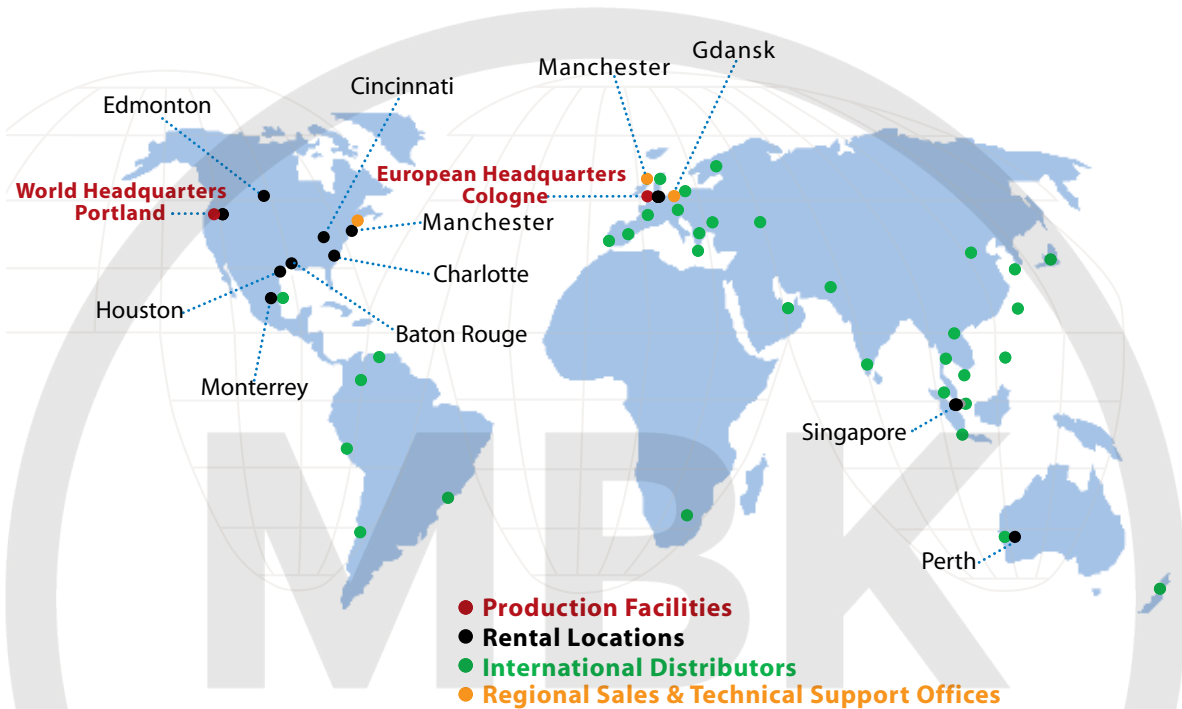 Gdansk
Manchester
Cincinnati
Edmonton
European Headquarters
Cologne
World Headquarters
Portland
Manchester
Charlotte
Houston
Baton Rouge
Monterrey
Singapore
Perth
MBK
Production Facilities
Rental Locations
International Distributors
Regional Sales & Technical Support Offices